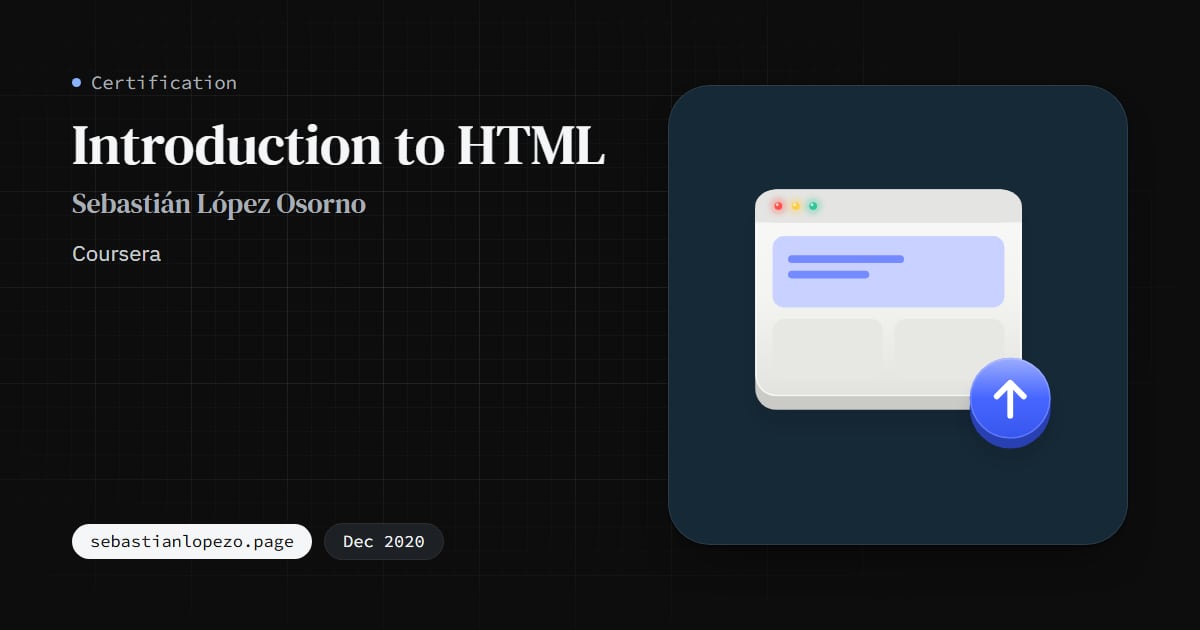 Certification
Introduction to HTML
Sebastián López Osorno
Coursera
sebastianlopezo.page
Dec 2020